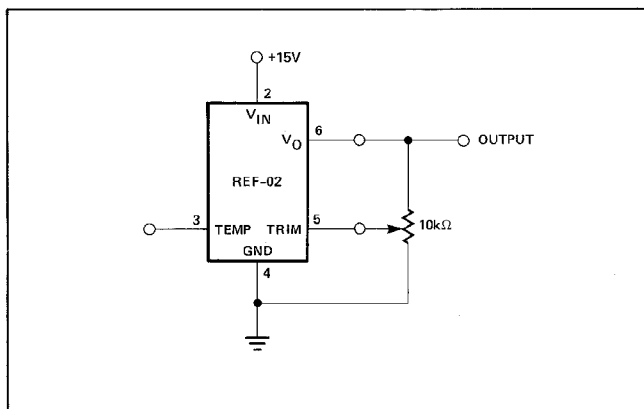 +15V
2
VIN
6
VO
OUTPUT
REF-02
3
TEMP
TRIM
5
10kΩ
GND
4